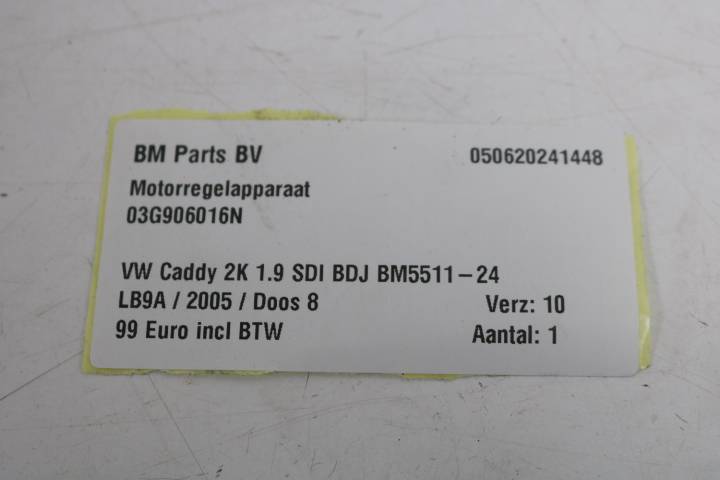 BM Parts BV 050620241448
Motorregelapparaat
03G906016N
VW Caddy 2K 1.9 SDI BDJ BM5511-24
LB9A / 2005 / Doos 8 Verz: 10
99 Euro incl BTW Aantal: 1